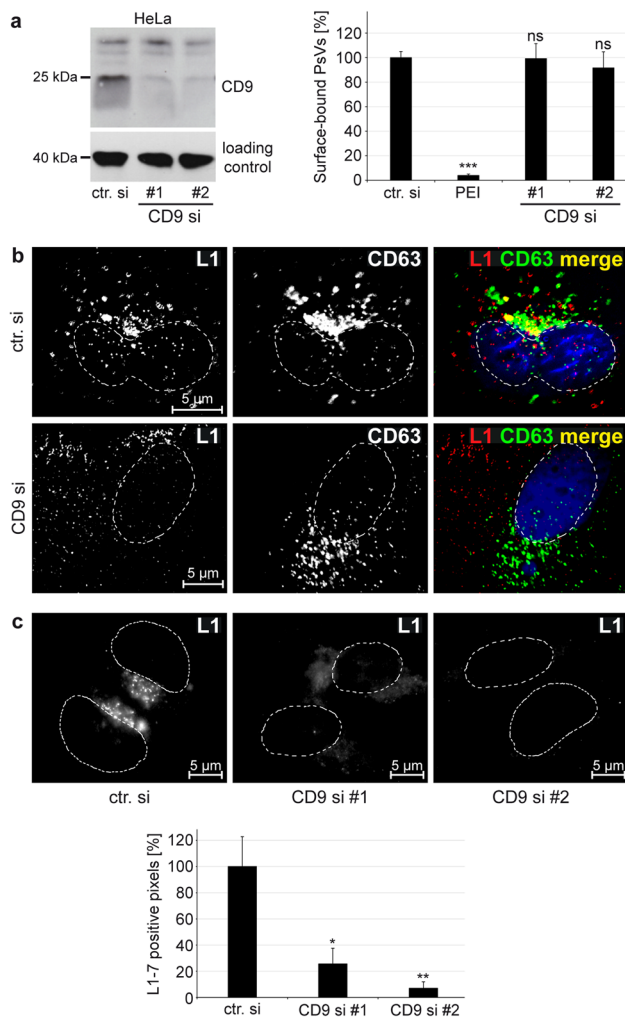 a
HeLa
25 kDa
CD9
40 kDa
loading
control
ctr. si
#1
#2
CD9 si
Surface-bound PsVs [%]
120
100
80
60
40
20
0
ns
ns
***
ctr. si
PEI
#1
#2
CD9 si
b
ctr. si
L1
5 µm
CD63
L1 CD63 merge
CD9 si
L1
5 µm
CD63
L1 CD63 merge
c
L1
5 µm
ctr. si
L1
5 µm
CD9 si #1
L1
5 µm
CD9 si #2
L1-7 positive pixels [%]
120
100
80
60
40
20
0
*
**
ctr. si
CD9 si #1
CD9 si #2